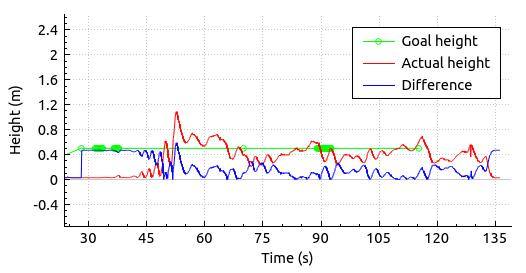 2.4
2
1.6
1.2
0.8
0.4
0
-0.4
Height (m)
Goal height
Actual height
Difference
30 45 60 75 90 105 120 135
Time (s)